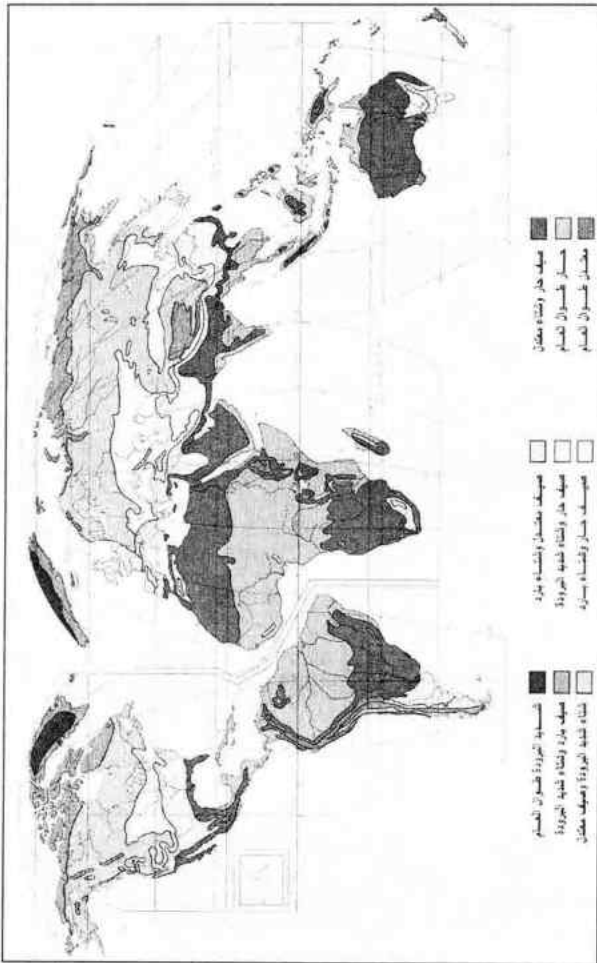 صيف حار وشتاء معتدل
حار طوال العام
معتدل طوال العام
صيف معتدل وشتاء بارد
صيف حار وشتاء شديد البرودة
صيف حار وشتاء بارد
شديد البرودة طوال العام
صيف بارد وشتاء شديد البرودة
شتاء شديد البرودة وصيف معتدل